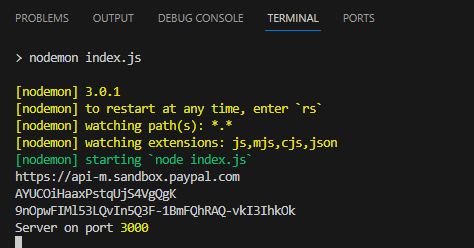 PROBLEMS OUTPUT DEBUG CONSOLE TERMINAL PORTS
> nodemon index.js
[nodemon] 3.0.1
[nodemon] to restart at any time, enter `rs`
[nodemon] watching path(s): *.*
[nodemon] watching extensions: js,mjs,cjs,json
[nodemon] starting `node index.js`
https://api-m.sandbox.paypal.com
AYUCOiHaaxPstqUjS4VgQgK
9nOpwFIMl53LQvIn5Q3F-1BmFQhRAQ-vkI3IhkOk
Server on port 3000